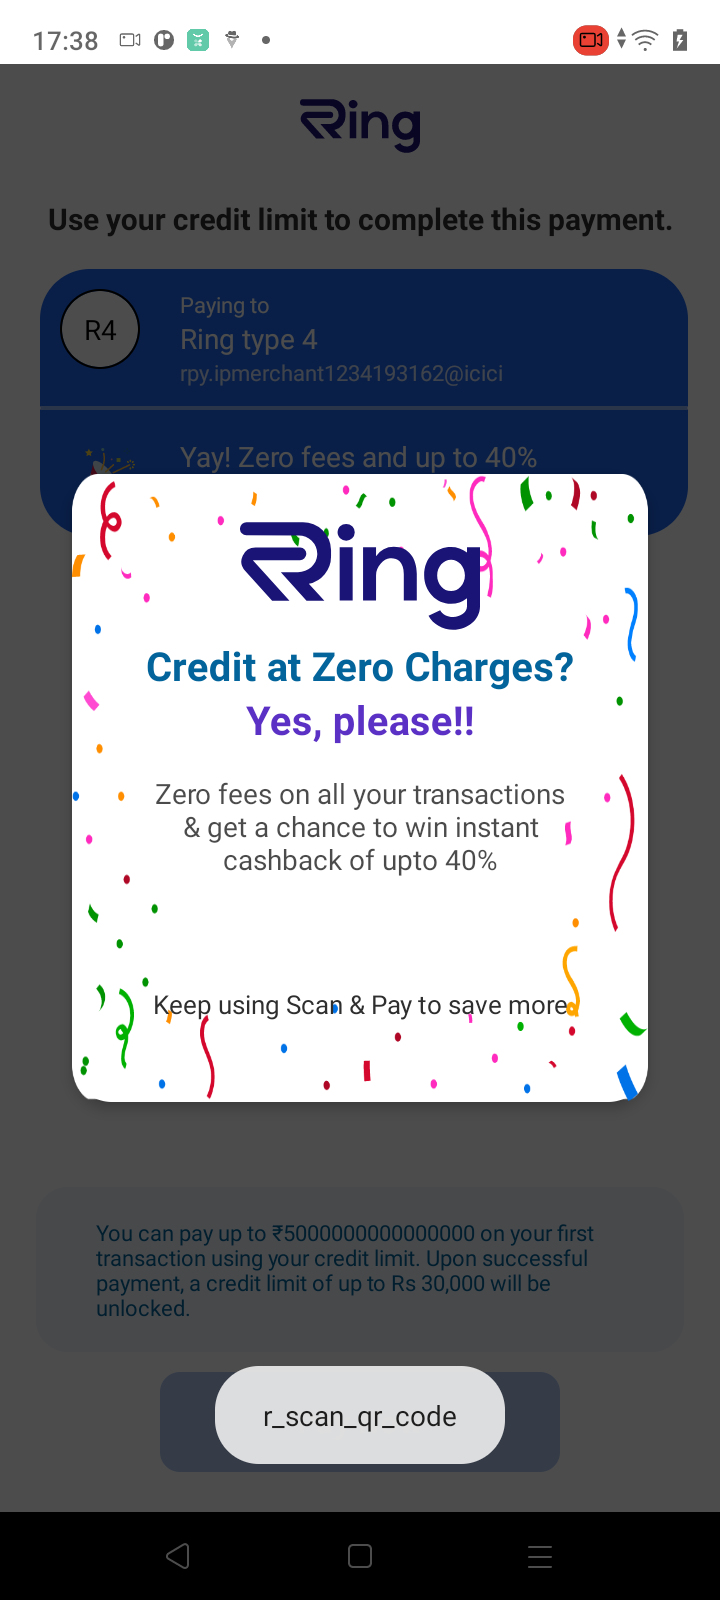 17:38
Ring
Use your credit limit to complete this payment.
R4
Paying to
Ring type 4
rpy.ipmerchant1234193162@icici
Yay! Zero fees and up to 40%
Ring
Credit at Zero Charges?
Yes, please!!
Zero fees on all your transactions
& get a chance to win instant
cashback of upto 40%
Keep using Scan & Pay to save more
You can pay up to ₹5000000000000000 on your first
transaction using your credit limit. Upon successful
payment, a credit limit of up to Rs 30,000 will be
unlocked.
r_scan_qr_code